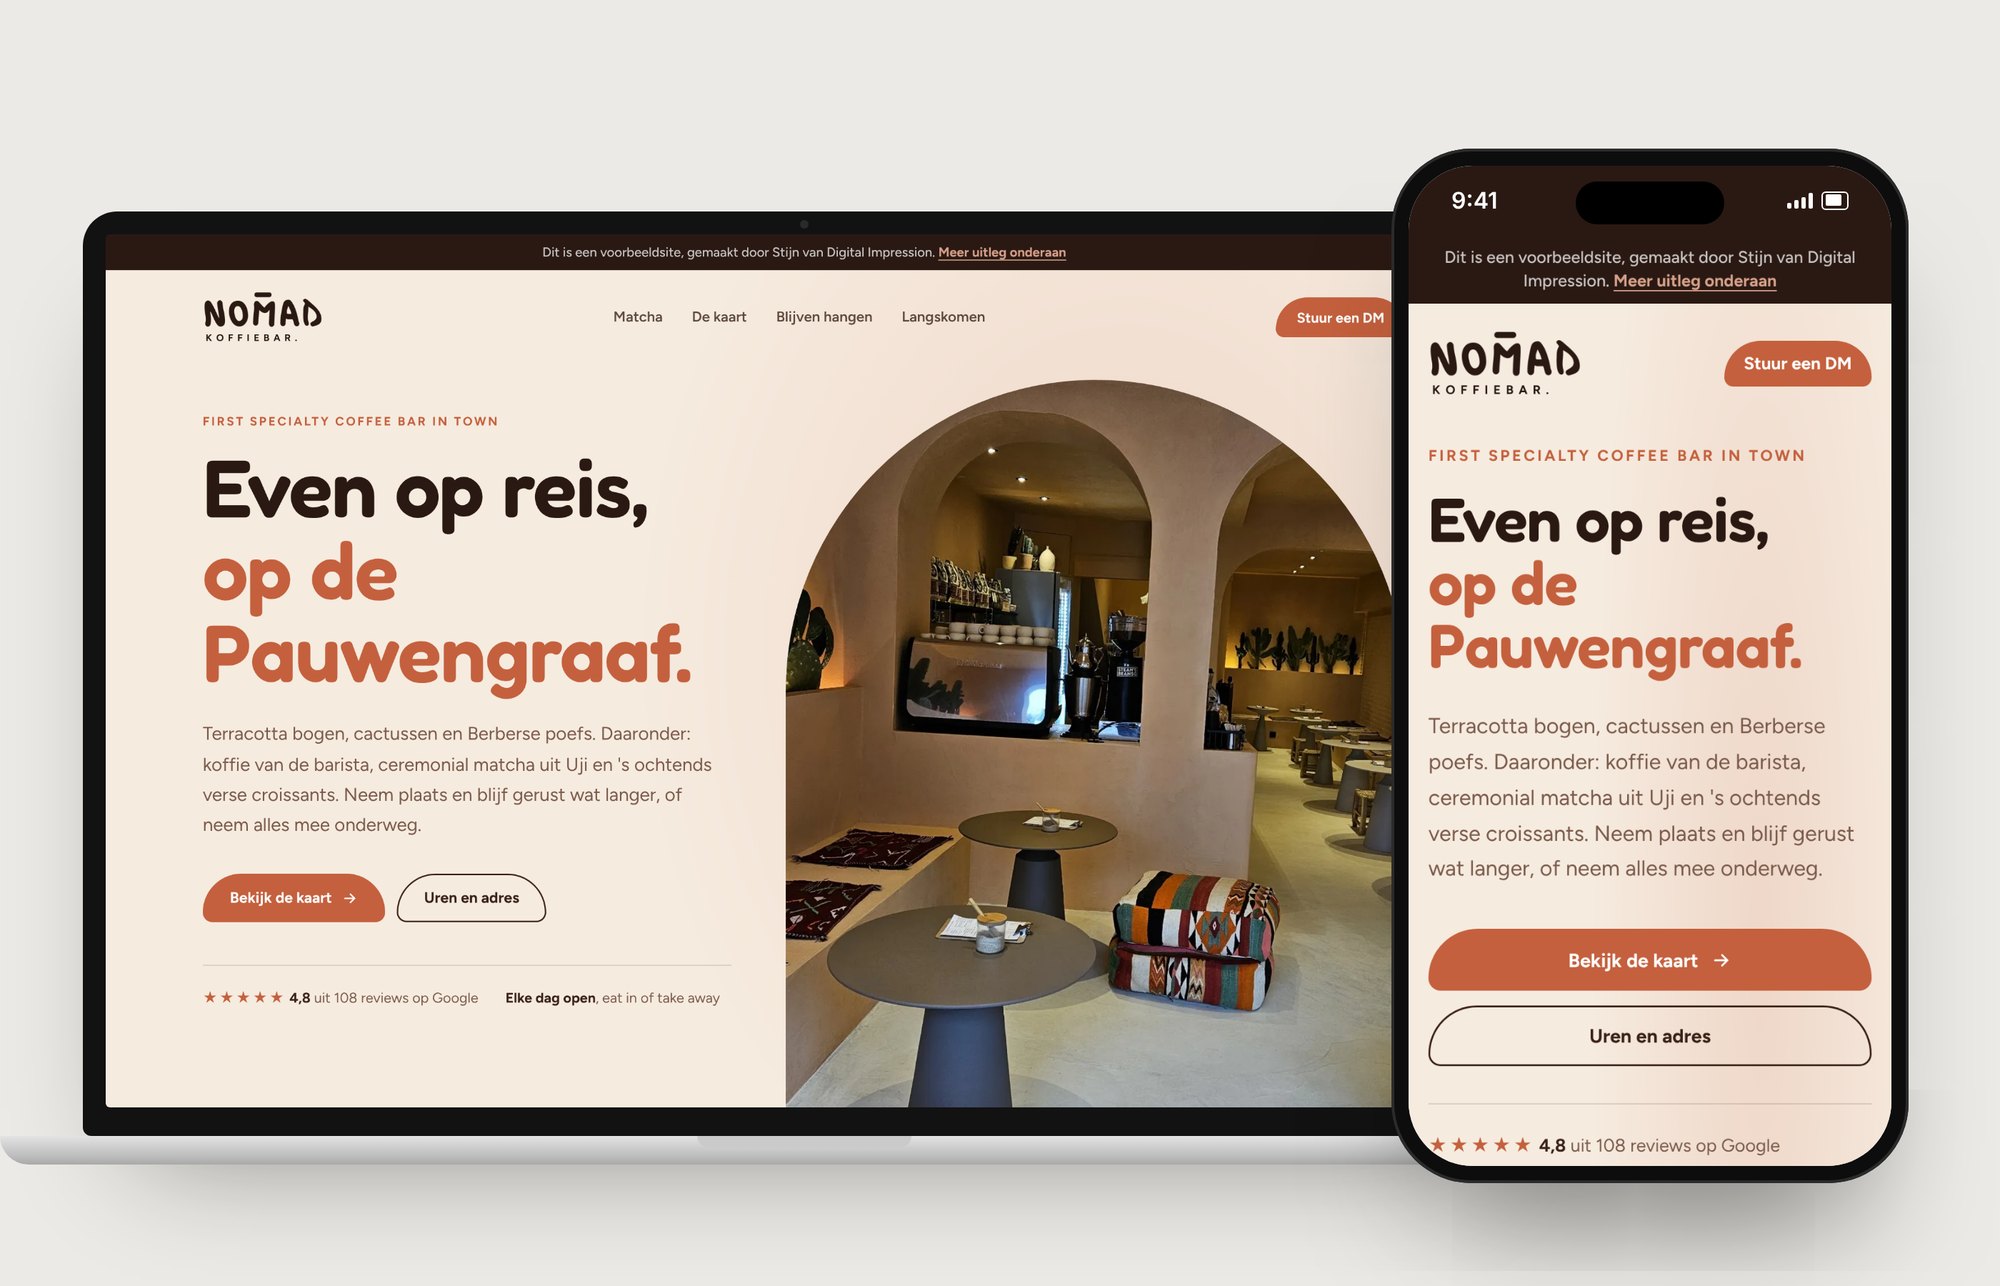 Dit is een voorbeeldsite, gemaakt door Stijn van Digital Impression. Meer uitleg onderaan
NOMAD
KOFFIEBAR.
Matcha
De kaart
Blijven hangen
Langskomen
Stuur een DM
FIRST SPECIALTY COFFEE BAR IN TOWN
Even op reis,
op de
Pauwengraaf.
Terracotta bogen, cactussen en Berberse poefs. Daaronder:
koffie van de barista, ceremonial matcha uit Uji en 's ochtends
verse croissants. Neem plaats en blijf gerust wat langer, of
neem alles mee onderweg.
Bekijk de kaart →
Uren en adres
★★★★★ 4,8 uit 108 reviews op Google
Elke dag open, eat in of take away
9:41
Dit is een voorbeeldsite, gemaakt door Stijn van Digital
Impression. Meer uitleg onderaan
NOMAD
KOFFIEBAR.
Stuur een DM
FIRST SPECIALTY COFFEE BAR IN TOWN
Even op reis,
op de
Pauwengraaf.
Terracotta bogen, cactussen en Berberse
poefs. Daaronder: koffie van de barista,
ceremonial matcha uit Uji en 's ochtends
verse croissants. Neem plaats en blijf gerust
wat langer, of neem alles mee onderweg.
Bekijk de kaart →
Uren en adres
★★★★★ 4,8 uit 108 reviews op Google